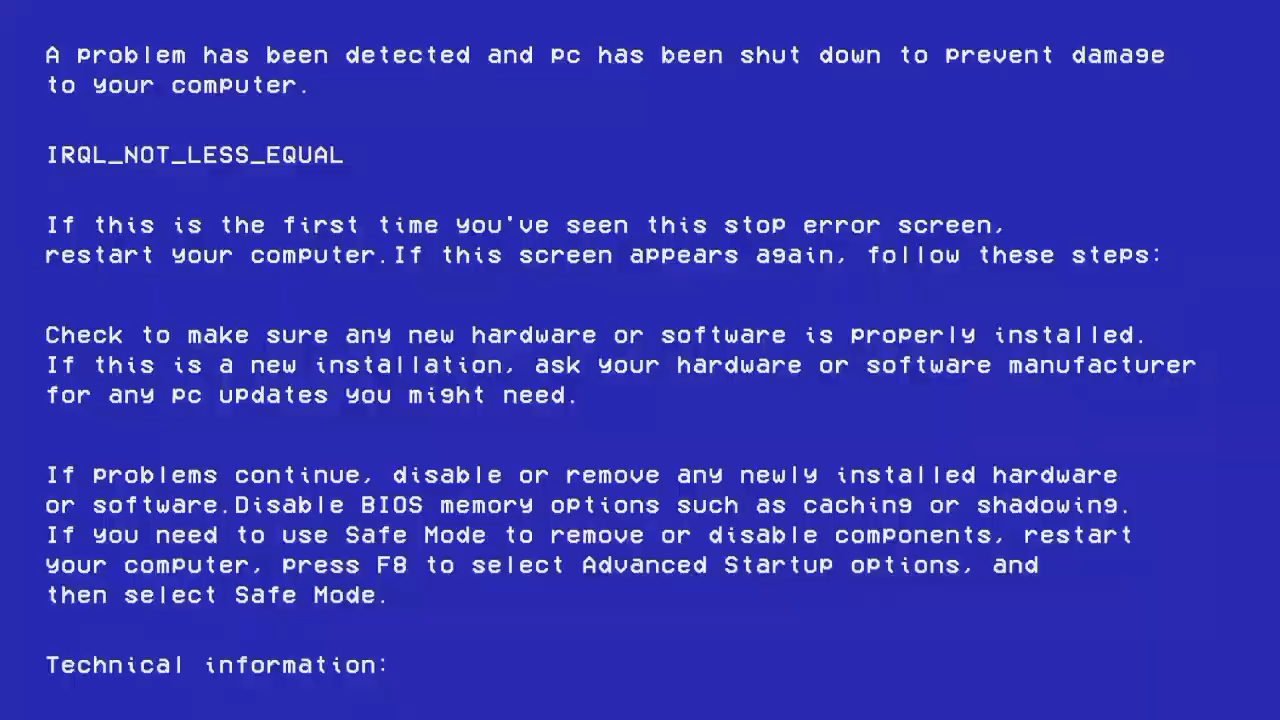 A problem has been detected and pc has been shut down to prevent damage
to your computer.
IRQL_NOT_LESS_EQUAL
If this is the first time you've seen this stop error screen,
restart your computer.If this screen appears again, follow these steps:
Check to make sure any new hardware or software is properly installed.
If this is a new installation, ask your hardware or software manufacturer
for any pc updates you might need.
If problems continue, disable or remove any newly installed hardware
or software.Disable BIOS memory options such as caching or shadowing.
If you need to use Safe Mode to remove or disable components, restart
your computer, press F8 to select Advanced Startup options, and
then select Safe Mode.
Technical information: